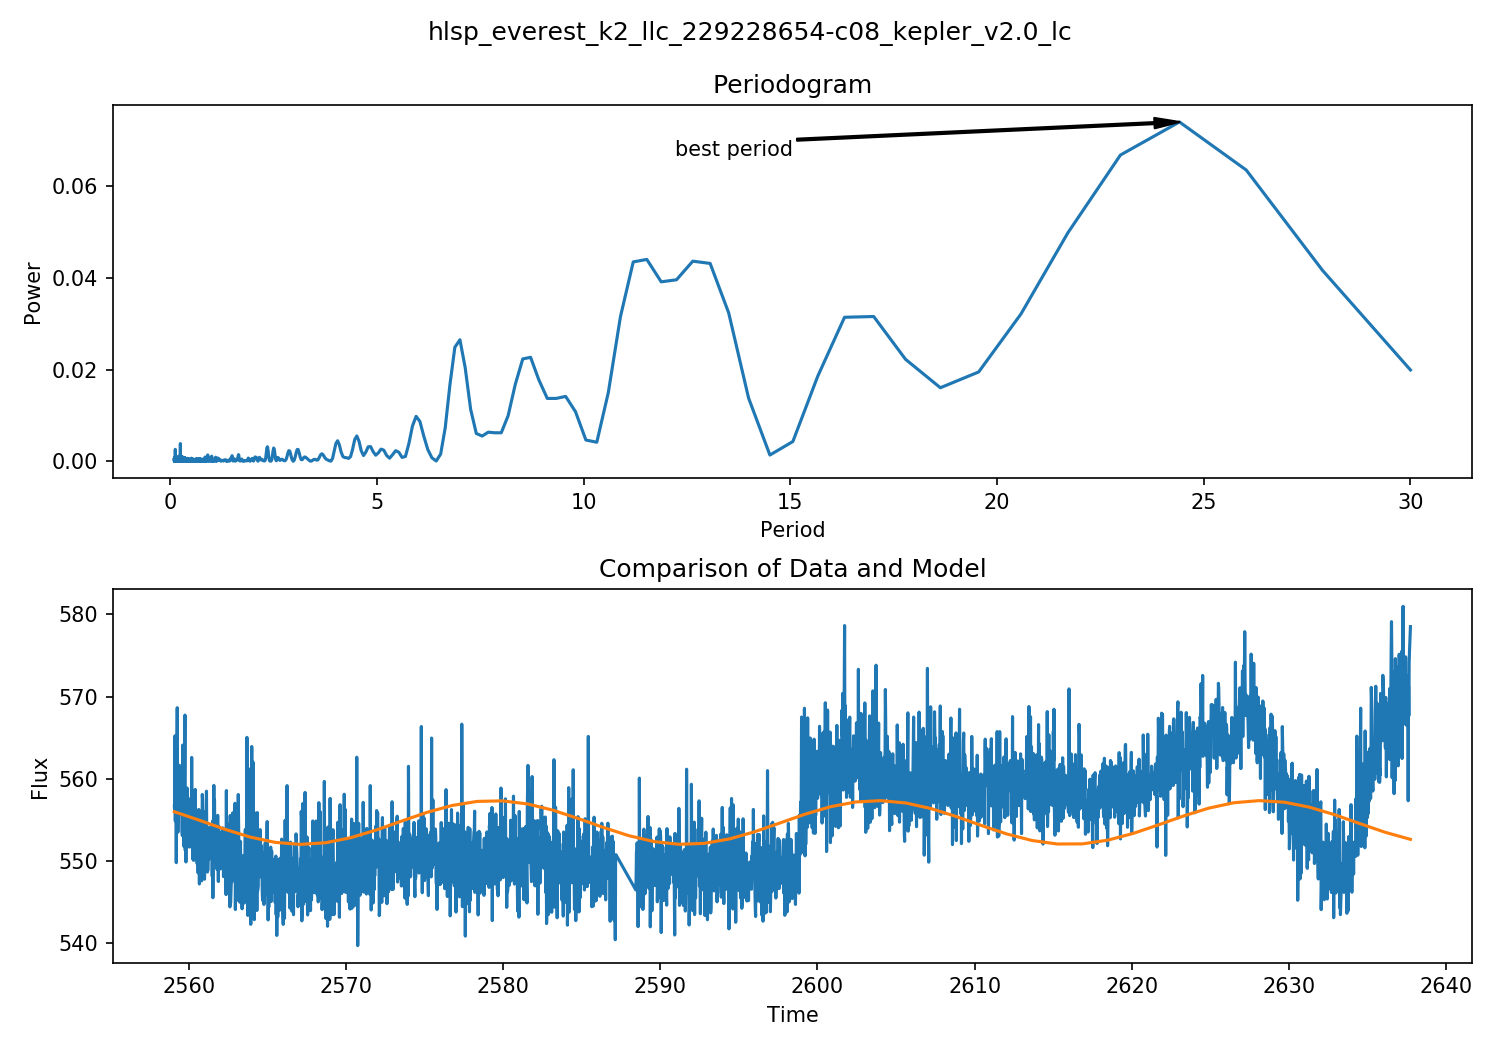 hlsp_everest_k2_llc_229228654-c08_kepler_v2.0_lc
Periodogram
best period
Power
0.06
0.04
0.02
0.00
0 5 10 15 20 25 30
Period
Comparison of Data and Model
Flux
580
570
560
550
540
2560 2570 2580 2590 2600 2610 2620 2630 2640
Time